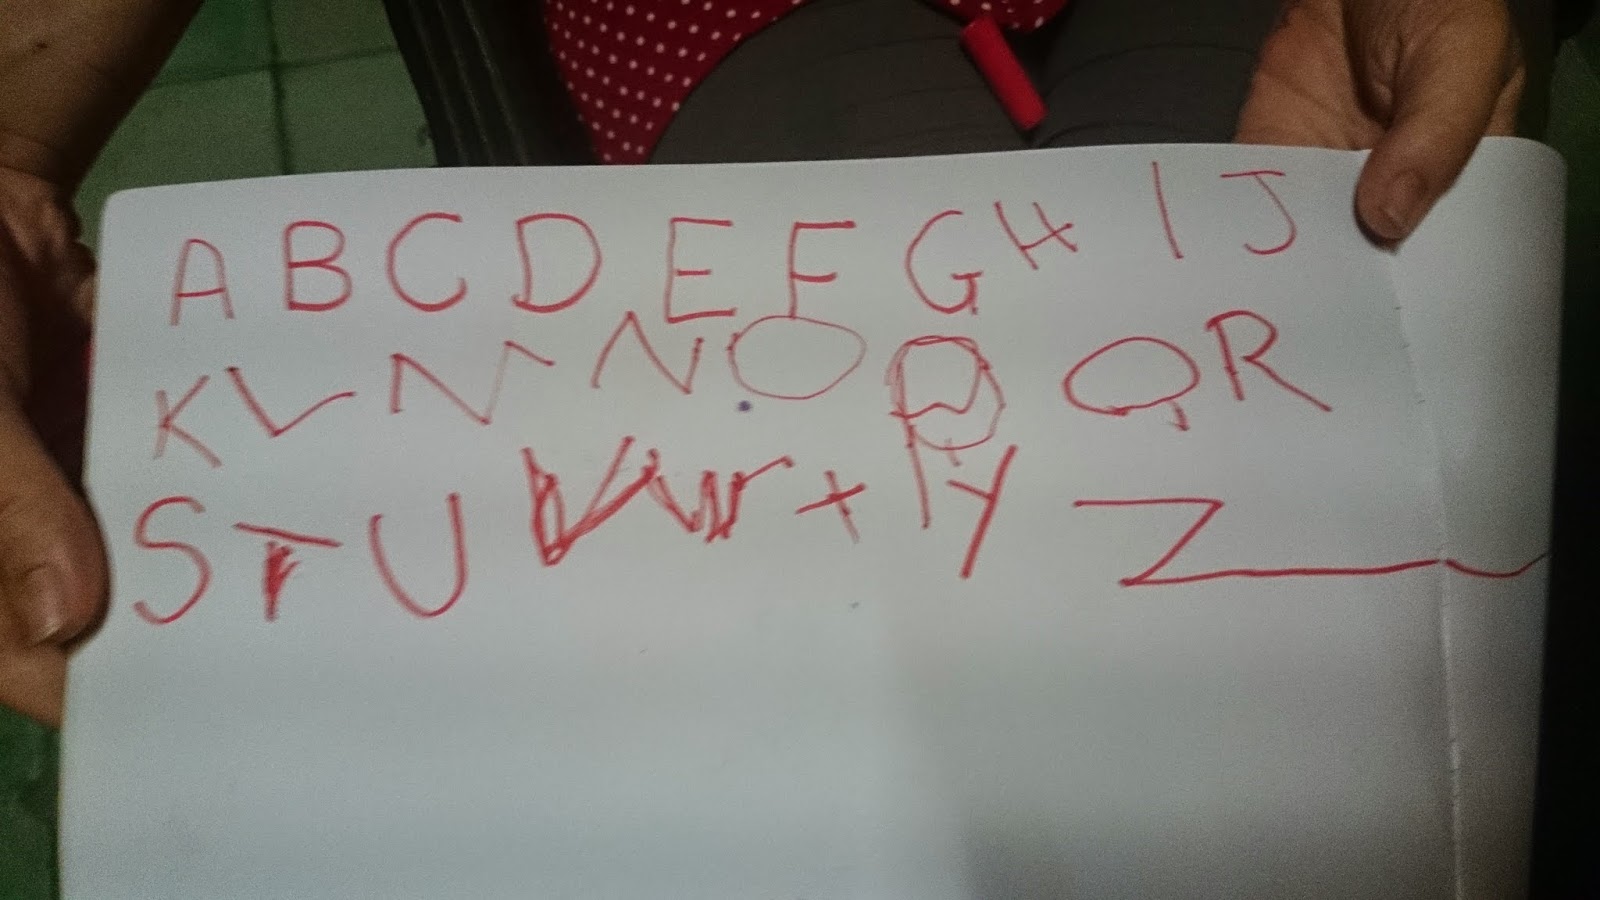 A B C D E F G H I J
K L M N O P Q R
S T U V W X Y Z